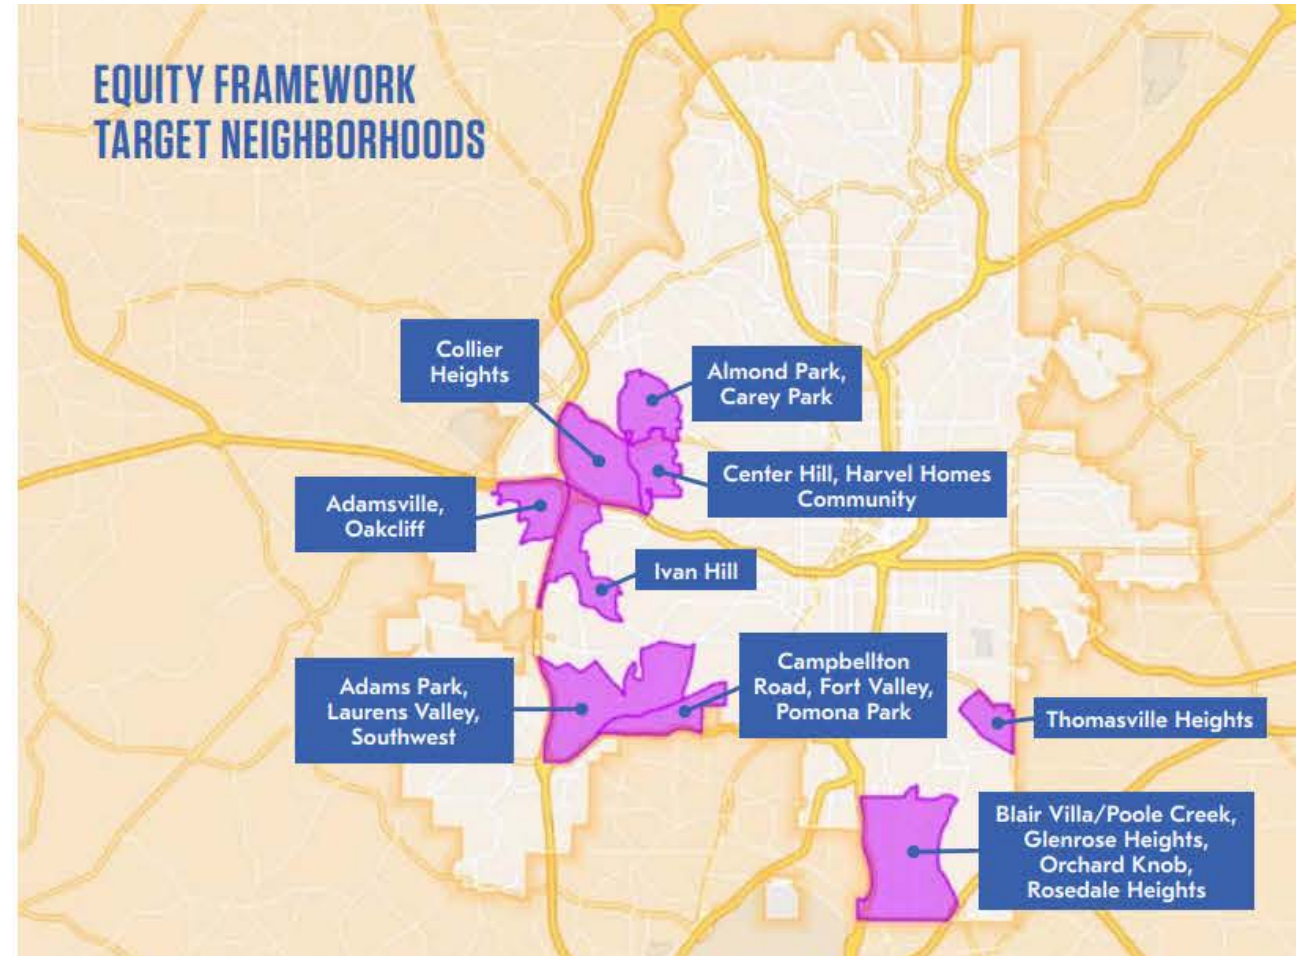 EQUITY FRAMEWORK
TARGET NEIGHBORHOODS
Collier
Heights
Almond Park,
Carey Park
Center Hill, Harvel Homes
Community
Adamsville,
Oakcliff
Ivan Hill
Adams Park,
Laurens Valley,
Southwest
Campbellton
Road, Fort Valley,
Pomona Park
Thomasville Heights
Blair Villa/Poole Creek,
Glenrose Heights,
Orchard Knob,
Rosedale Heights